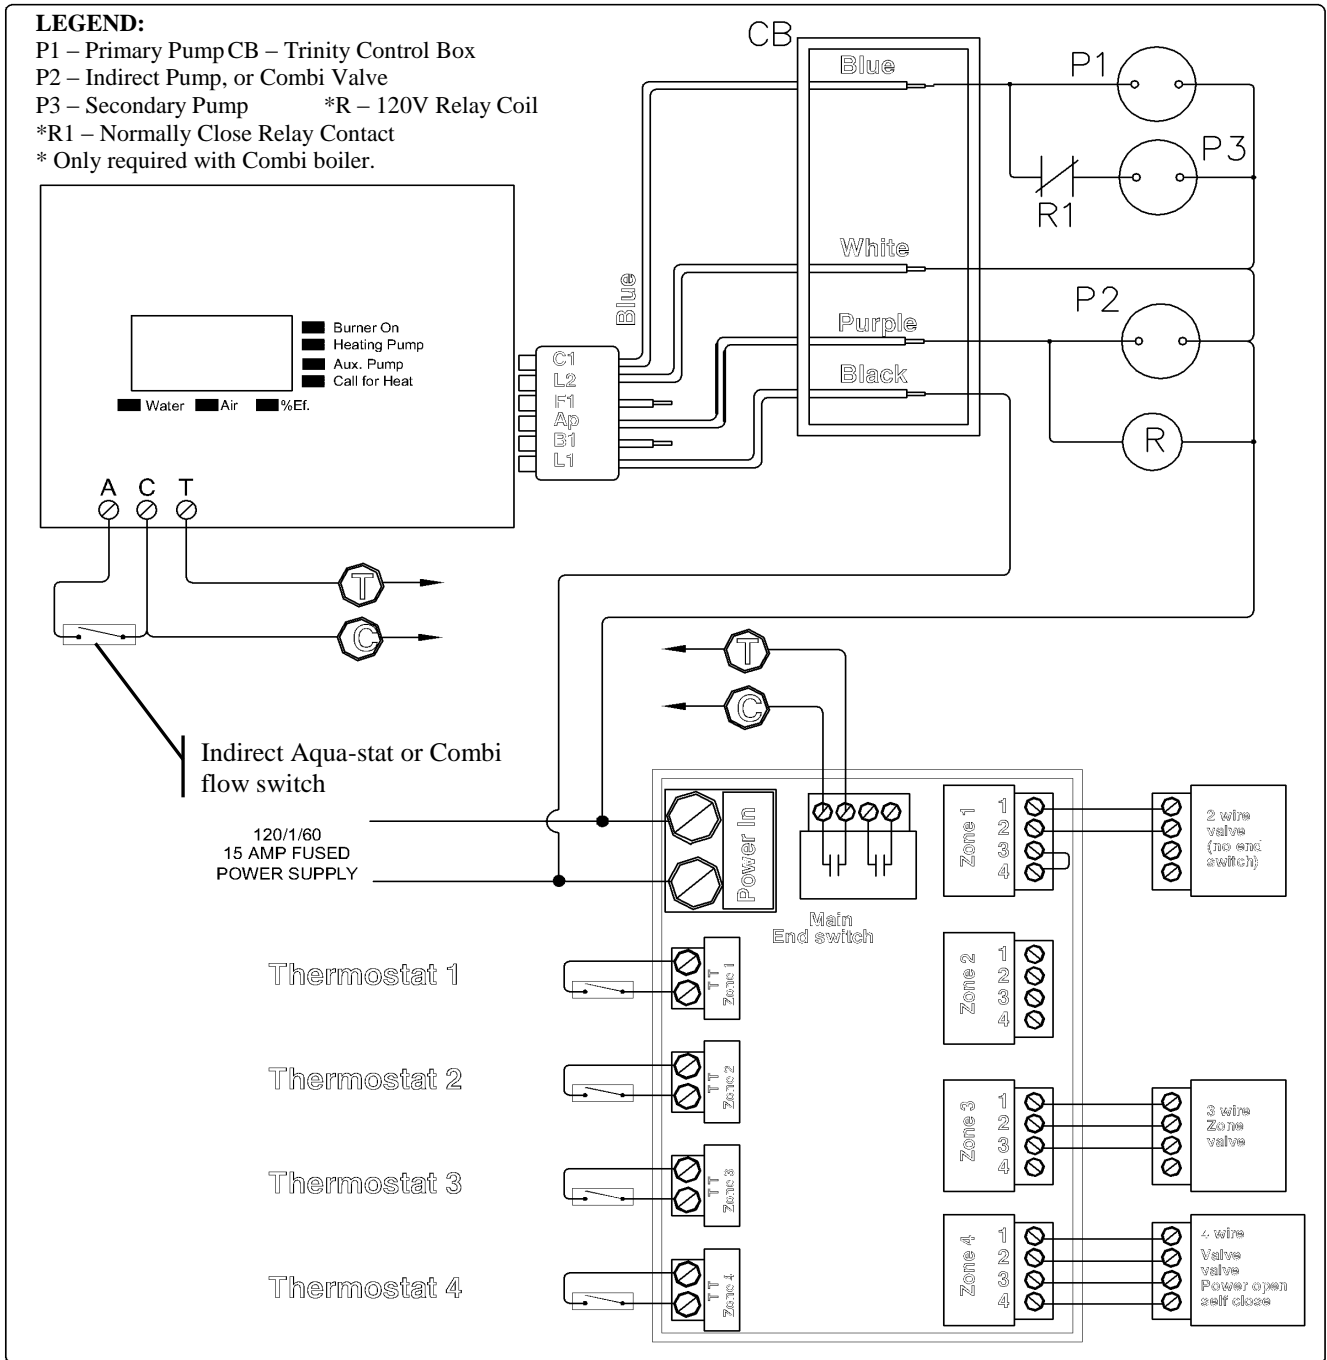 LEGEND:
P1 – Primary Pump CB – Trinity Control Box
P2 – Indirect Pump, or Combi Valve
P3 – Secondary Pump *R – 120V Relay Coil
*R1 – Normally Close Relay Contact
* Only required with Combi boiler.
CB
Blue
P1
P3
R1
White
Blue
P2
Purple
Black
R
Burner On
Heating Pump
Aux. Pump
Call for Heat
Water Air %Ef.
C1
L2
F1
Ap
B1
L1
A C T
T
C
T
C
Indirect Aqua-stat or Combi
flow switch
120/1/60
15 AMP FUSED
POWER SUPPLY
Power In
Main
End switch
Zone 1
1
2
3
4
2 wire
valve
(no end
switch)
Thermostat 1
T T
Zone 1
Zone 2
1
2
3
4
Thermostat 2
T T
Zone 2
Zone 3
1
2
3
4
3 wire
Zone
valve
Thermostat 3
T T
Zone 3
Zone 4
1
2
3
4
4 wire
Valve
valve
Power open
self close
Thermostat 4
T T
Zone 4